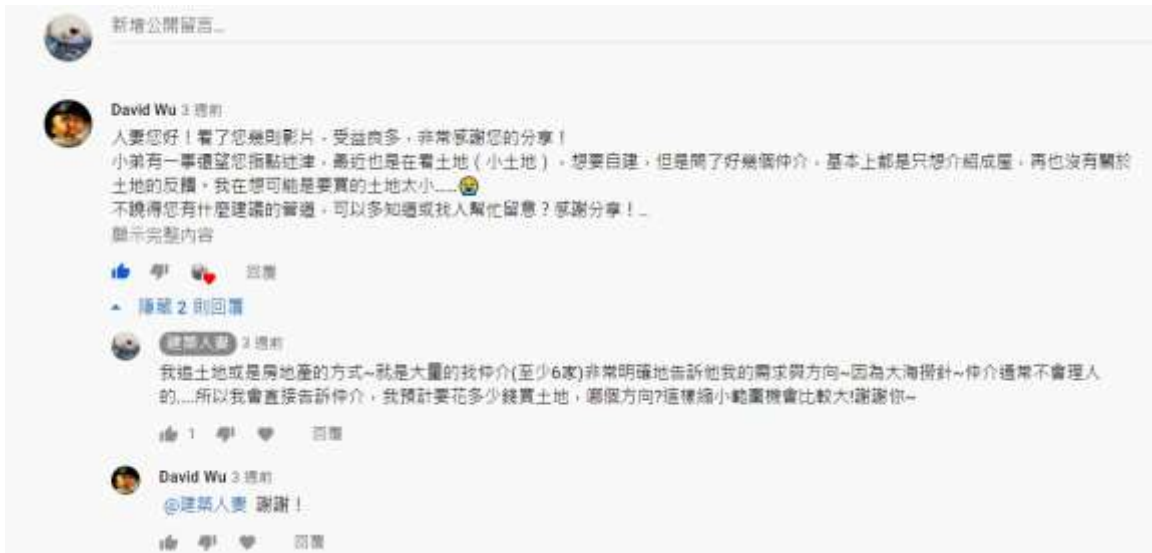 新增公開留言...
David Wu 3 週前
人妻您好！看了您幾則影片，受益良多，非常感謝您的分享！
小弟有一事禱望您指點迷津，最近也是在看土地（小土地），想要自建，但是問了好幾個仲介，基本上都是只想介紹成屋，再也沒有關於
土地的反饋。我在想可能是要買的土地太小.....😭
不曉得您有什麼建議的管道，可以多知道或找人幫忙留意？感謝分享！...
顯示完整內容
回覆
隱藏 2 則回覆
建築人妻 3 週前
我追土地或是房地產的方式~就是大量的找仲介(至少6家)非常明確地告訴他我的需求與方向~因為大海撈針~仲介通常不會理人
的....所以我會直接告訴仲介，我預計要花多少錢買土地，哪個方向?這樣縮小範圍機會比較大!謝謝你~
1 回覆
David Wu 3 週前
@建築人妻 謝謝！
回覆